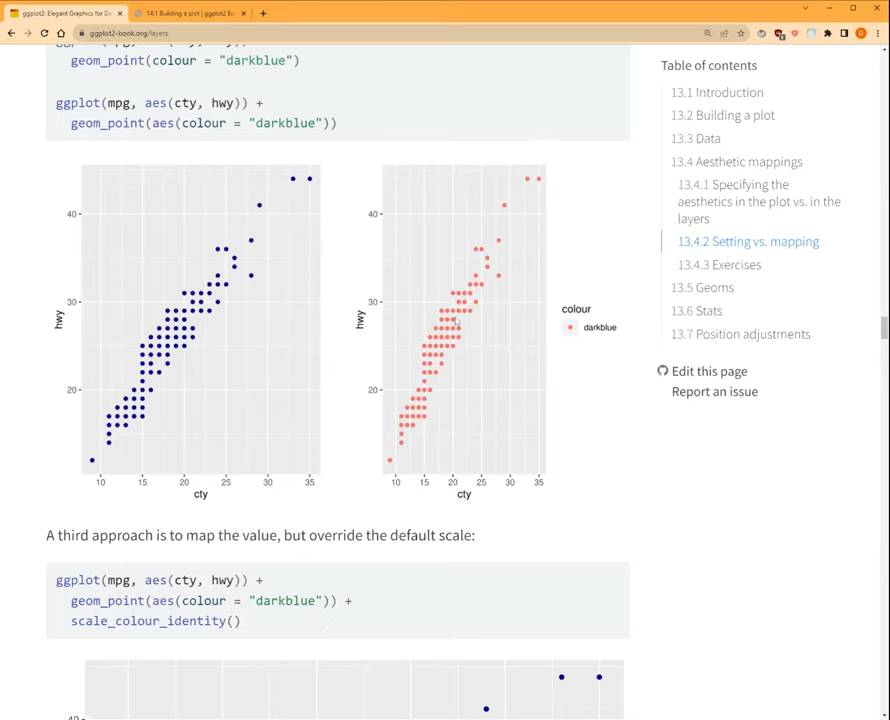 ggplot2: Elegant Graphics for Da
14.1 Building a plot | ggplot2 Bo
ggplot2-book.org/layers
ggplot(mpg, aes(cty, hwy)) +
geom_point(colour = "darkblue")
ggplot(mpg, aes(cty, hwy)) +
geom_point(aes(colour = "darkblue"))
40
30
20
hwy
10 15 20 25 30 35
cty
40
30
20
hwy
10 15 20 25 30 35
cty
colour
darkblue
A third approach is to map the value, but override the default scale:
ggplot(mpg, aes(cty, hwy)) +
geom_point(aes(colour = "darkblue")) +
scale_colour_identity()
40
Table of contents
13.1 Introduction
13.2 Building a plot
13.3 Data
13.4 Aesthetic mappings
13.4.1 Specifying the
aesthetics in the plot vs. in the
layers
13.4.2 Setting vs. mapping
13.4.3 Exercises
13.5 Geoms
13.6 Stats
13.7 Position adjustments
Edit this page
Report an issue